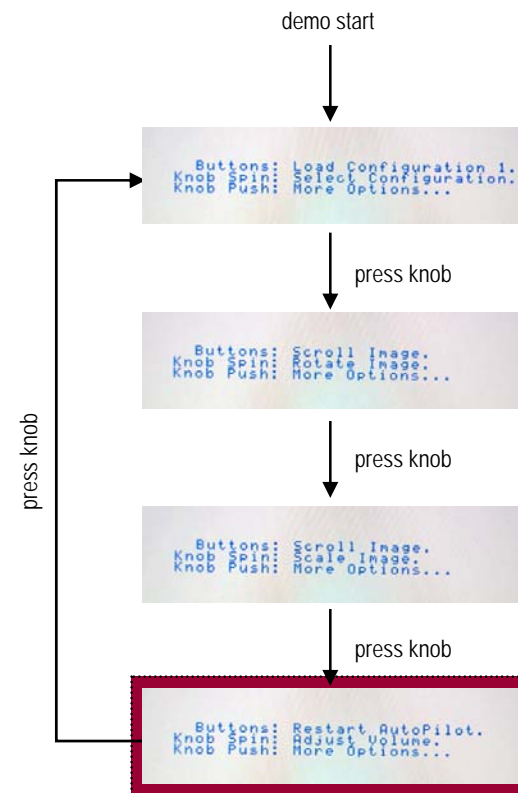 demo start
Buttons: Load Configuration 1.
Knob Spin: Select Configuration.
Knob Push: More Options...
press knob
Buttons: Scroll Image.
Knob Spin: Rotate Image.
Knob Push: More Options...
press knob
press knob
Buttons: Scroll Image.
Knob Spin: Scale Image.
Knob Push: More Options...
press knob
Buttons: Restart AutoPilot.
Knob Spin: Adjust Volume.
Knob Push: More Options...